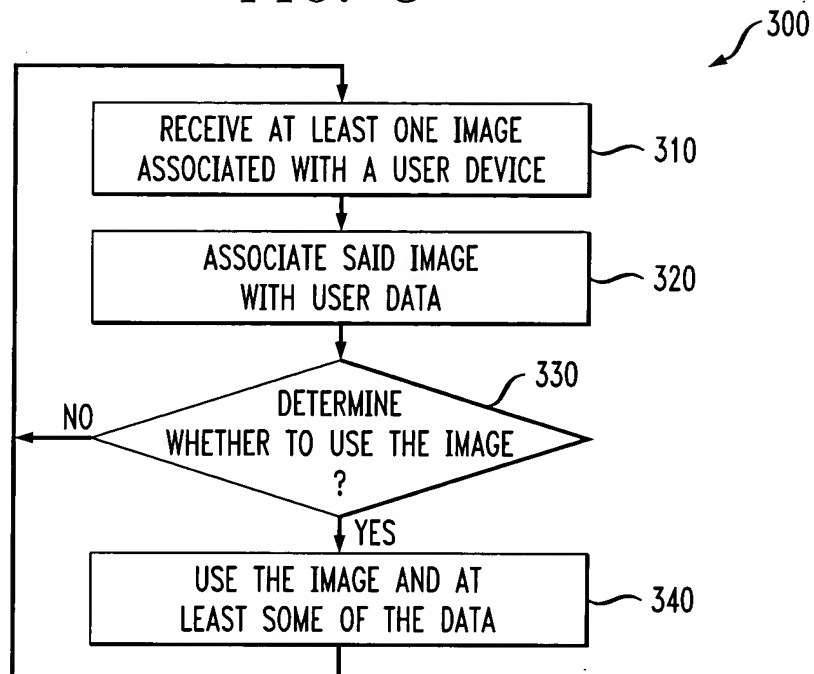 300
RECEIVE AT LEAST ONE IMAGE
ASSOCIATED WITH A USER DEVICE
310
ASSOCIATE SAID IMAGE
WITH USER DATA
320
330
DETERMINE
WHETHER TO USE THE IMAGE
?
NO
YES
USE THE IMAGE AND AT
LEAST SOME OF THE DATA
340